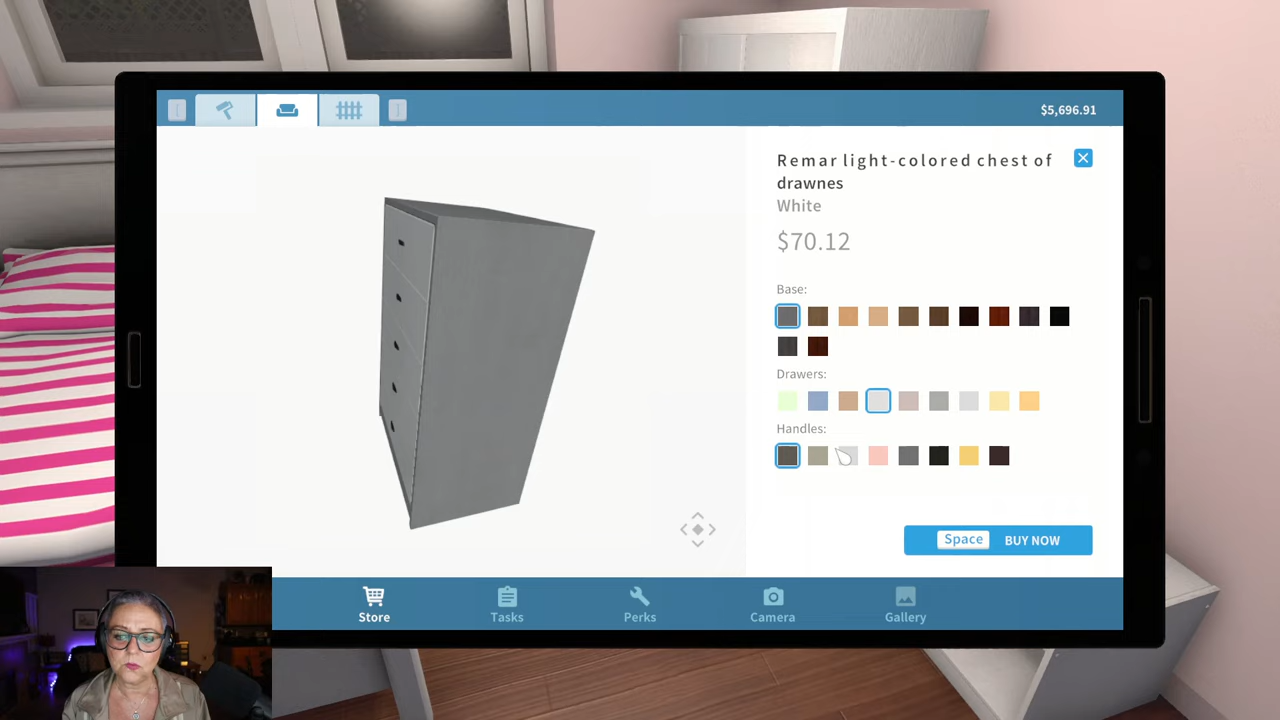 $5,696.91
Remar light-colored chest of
drawnes
White
$70.12
Base:
Drawers:
Handles:
Space BUY NOW
Store Tasks Perks Camera Gallery